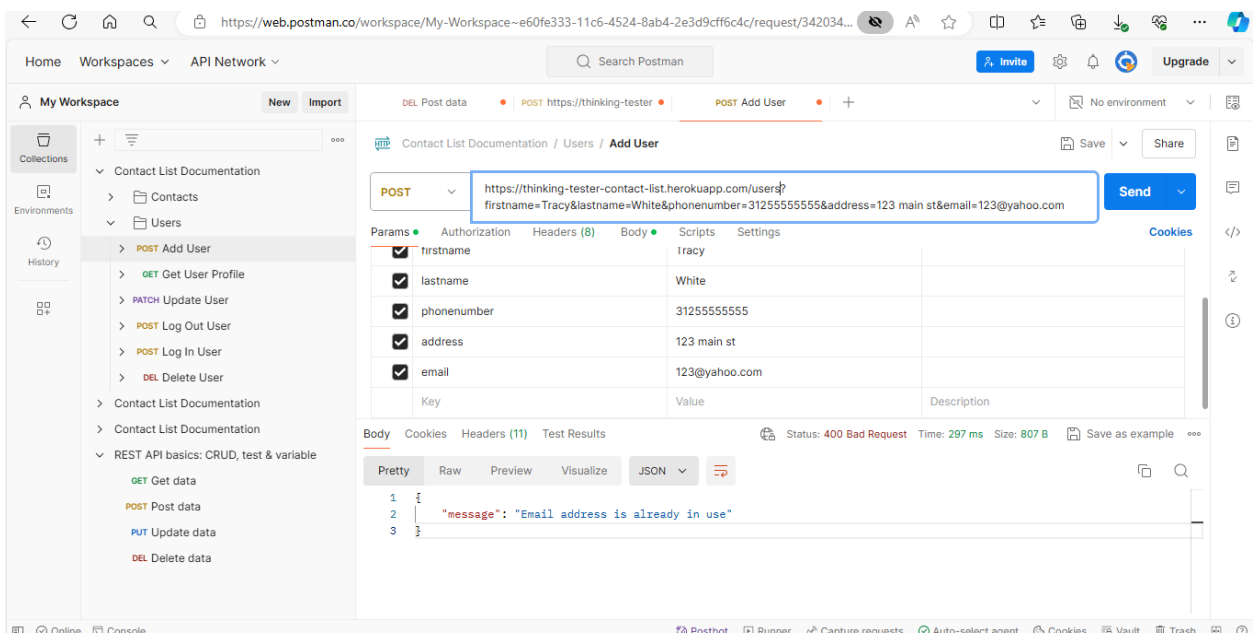 https://web.postman.co/workspace/My-Workspace~e60fe333-11c6-4524-8ab4-2e3d9cff6c4c/request/342034...
Home Workspaces API Network Search Postman Invite Upgrade
My Workspace New Import
DEL Post data POST https://thinking-tester POST Add User No environment
Collections
Environments
History
Contact List Documentation
Contacts
Users
POST Add User
GET Get User Profile
PATCH Update User
POST Log Out User
POST Log In User
DEL Delete User
Contact List Documentation
Contact List Documentation
REST API basics: CRUD, test & variable
GET Get data
POST Post data
PUT Update data
DEL Delete data
HTTP Contact List Documentation / Users / Add User Save Share
POST https://thinking-tester-contact-list.herokuapp.com/users?
firstname=Tracy&lastname=White&phonenumber=31255555555&address=123 main st&email=123@yahoo.com
Send
Params Authorization Headers (8) Body Scripts Settings Cookies
firstname Tracy
lastname White
phonenumber 31255555555
address 123 main st
email 123@yahoo.com
Key Value Description
Body Cookies Headers (11) Test Results Status: 400 Bad Request Time: 297 ms Size: 807 B Save as example
Pretty Raw Preview Visualize JSON
1 {
2 "message": "Email address is already in use"
3 }
Online Console Postbot Runner Capture requests Auto-select agent Cookies Vault Trash